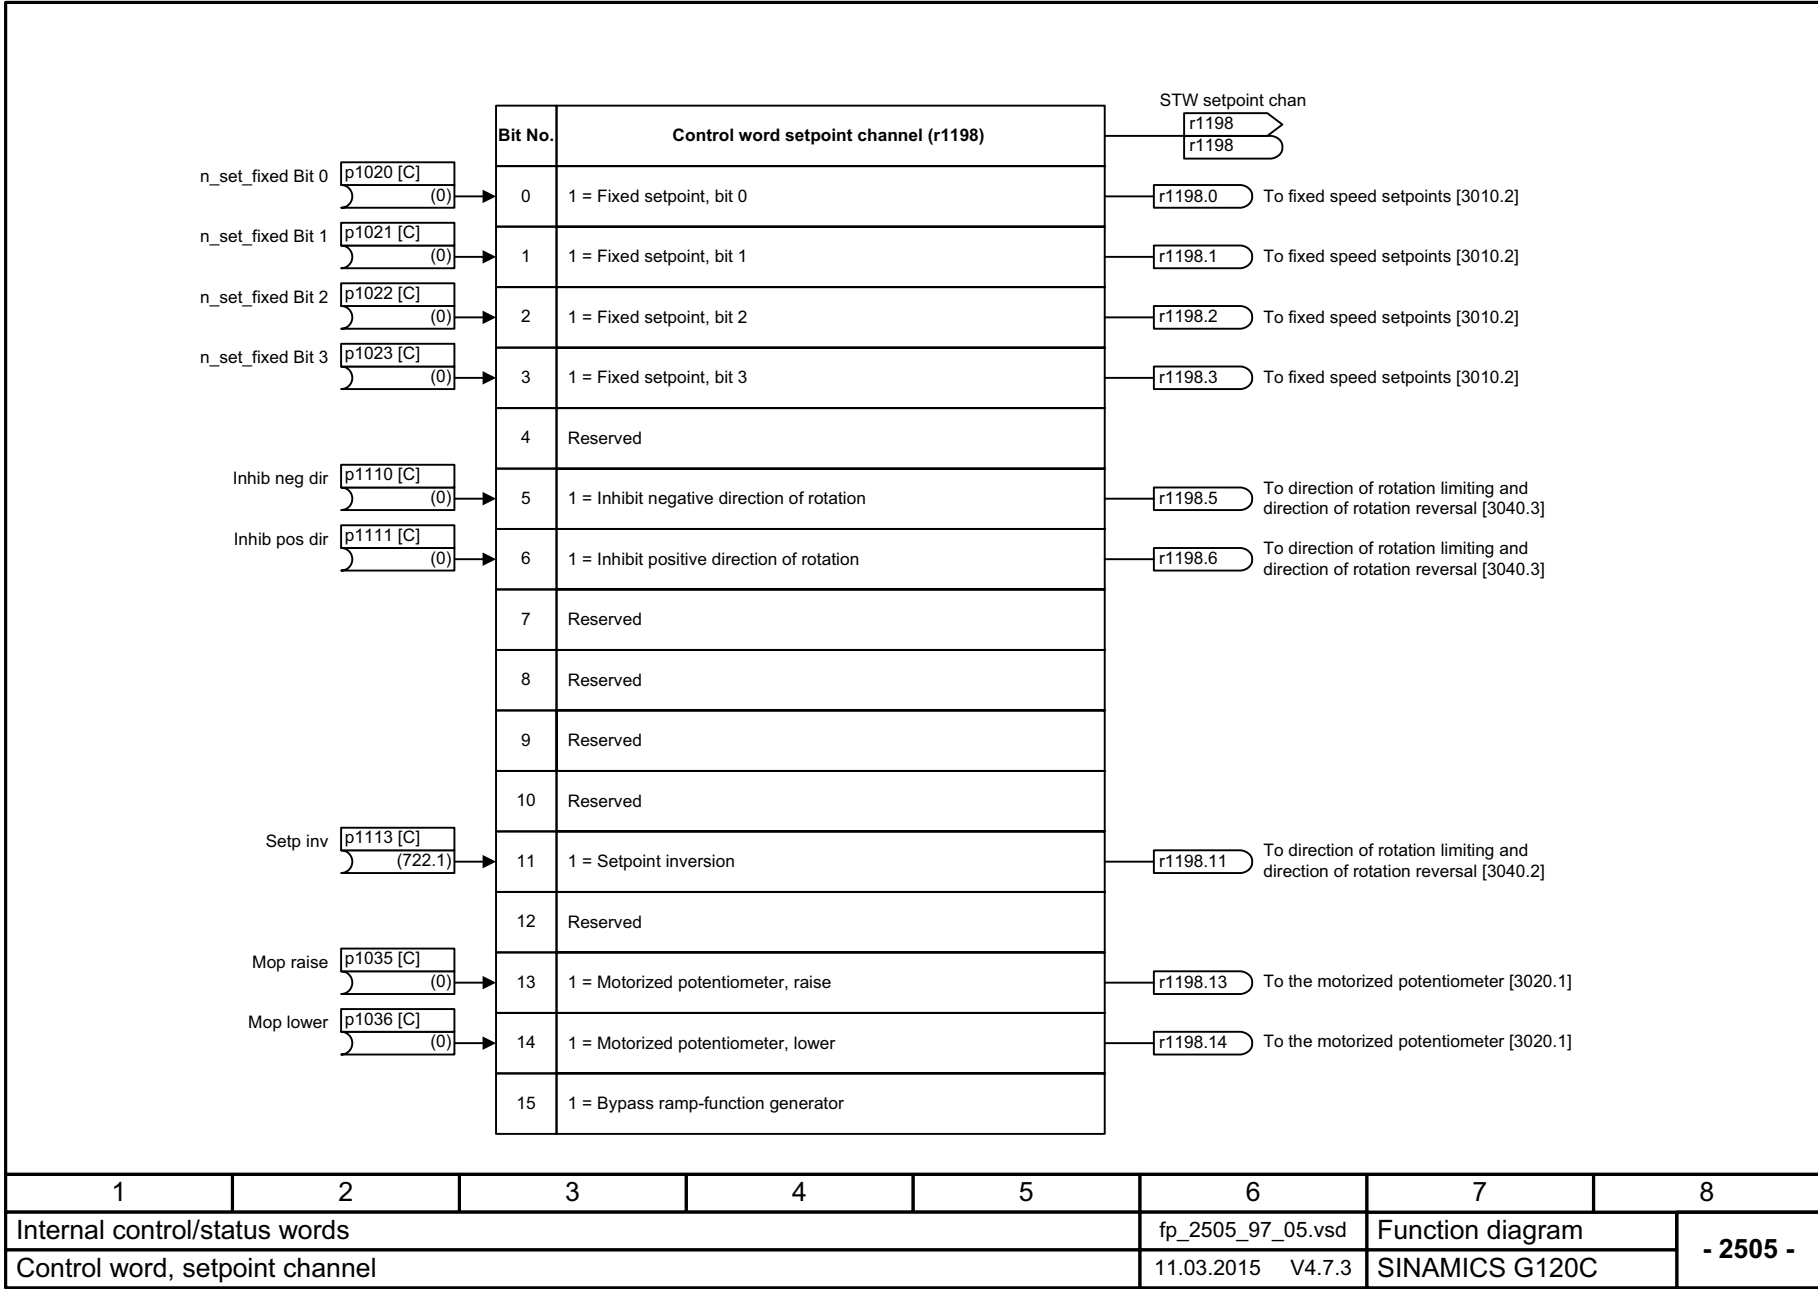 STW setpoint chan
Bit No. Control word setpoint channel (r1198) r1198
r1198
n_set_fixed Bit 0 p1020 [C]
(0) 0 1 = Fixed setpoint, bit 0 r1198.0 To fixed speed setpoints [3010.2]
n_set_fixed Bit 1 p1021 [C]
(0) 1 1 = Fixed setpoint, bit 1 r1198.1 To fixed speed setpoints [3010.2]
n_set_fixed Bit 2 p1022 [C]
(0) 2 1 = Fixed setpoint, bit 2 r1198.2 To fixed speed setpoints [3010.2]
n_set_fixed Bit 3 p1023 [C]
(0) 3 1 = Fixed setpoint, bit 3 r1198.3 To fixed speed setpoints [3010.2]
4 Reserved
Inhib neg dir p1110 [C]
(0) 5 1 = Inhibit negative direction of rotation r1198.5 To direction of rotation limiting and
direction of rotation reversal [3040.3]
Inhib pos dir p1111 [C]
(0) 6 1 = Inhibit positive direction of rotation r1198.6 To direction of rotation limiting and
direction of rotation reversal [3040.3]
7 Reserved
8 Reserved
9 Reserved
10 Reserved
Setp inv p1113 [C]
(722.1) 11 1 = Setpoint inversion r1198.11 To direction of rotation limiting and
direction of rotation reversal [3040.2]
12 Reserved
Mop raise p1035 [C]
(0) 13 1 = Motorized potentiometer, raise r1198.13 To the motorized potentiometer [3020.1]
Mop lower p1036 [C]
(0) 14 1 = Motorized potentiometer, lower r1198.14 To the motorized potentiometer [3020.1]
15 1 = Bypass ramp-function generator
1 2 3 4 5 6 7 8
Internal control/status words fp_2505_97_05.vsd Function diagram - 2505 -
Control word, setpoint channel 11.03.2015 V4.7.3 SINAMICS G120C